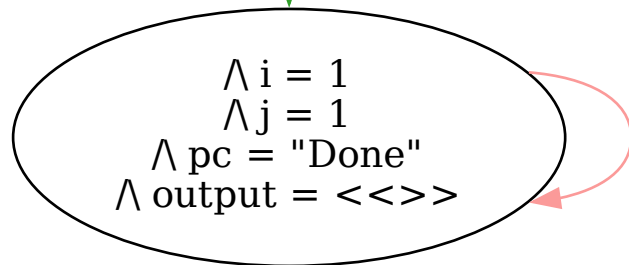 /\ i = 1
/\ j = 1
/\ pc = "Done"
/\ output = <<>>